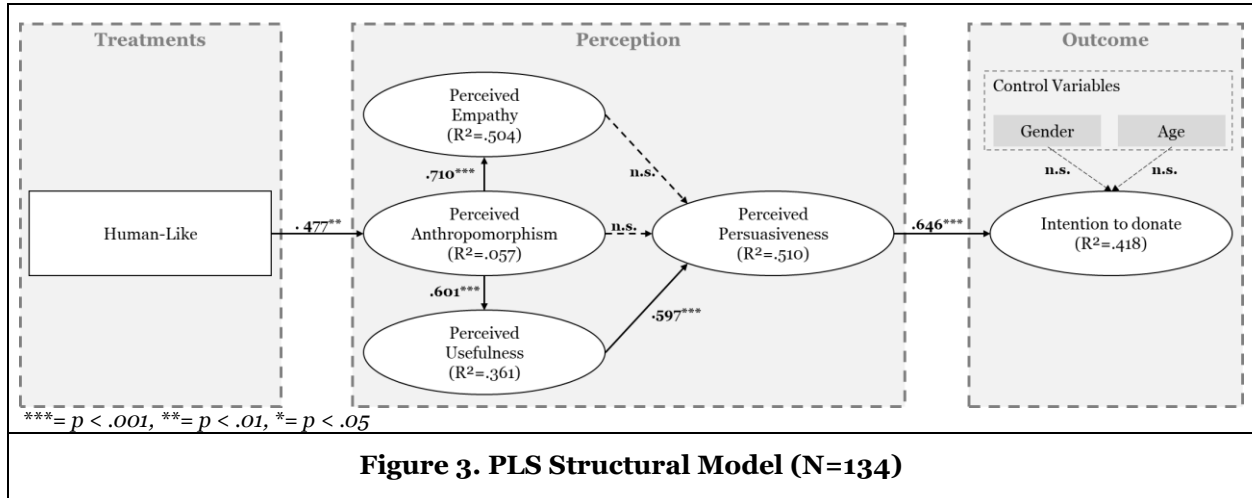 Treatments
Perception
Outcome
Human-Like
. 477**
Perceived
Empathy
(R²=.504)
.710***
Perceived
Anthropomorphism
(R²=.057)
.601***
Perceived
Usefulness
(R²=.361)
n.s.
n.s.
.597***
Perceived
Persuasiveness
(R²=.510)
.646***
Control Variables
Gender
Age
n.s.
n.s.
Intention to donate
(R²=.418)
***= p < .001, **= p < .01, *= p < .05
Figure 3. PLS Structural Model (N=134)